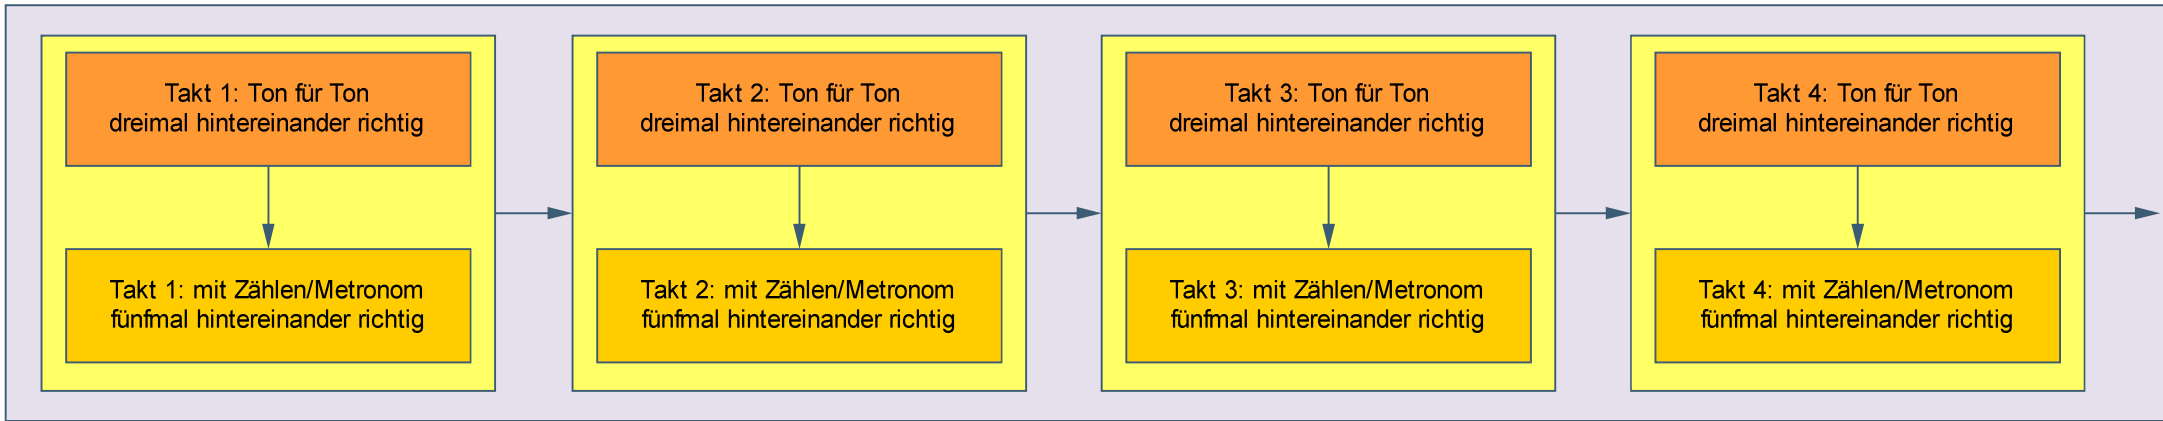 Takt 1: Ton für Ton
dreimal hintereinander richtig
Takt 1: mit Zählen/Metronom
fünfmal hintereinander richtig
Takt 2: Ton für Ton
dreimal hintereinander richtig
Takt 2: mit Zählen/Metronom
fünfmal hintereinander richtig
Takt 3: Ton für Ton
dreimal hintereinander richtig
Takt 3: mit Zählen/Metronom
fünfmal hintereinander richtig
Takt 4: Ton für Ton
dreimal hintereinander richtig
Takt 4: mit Zählen/Metronom
fünfmal hintereinander richtig